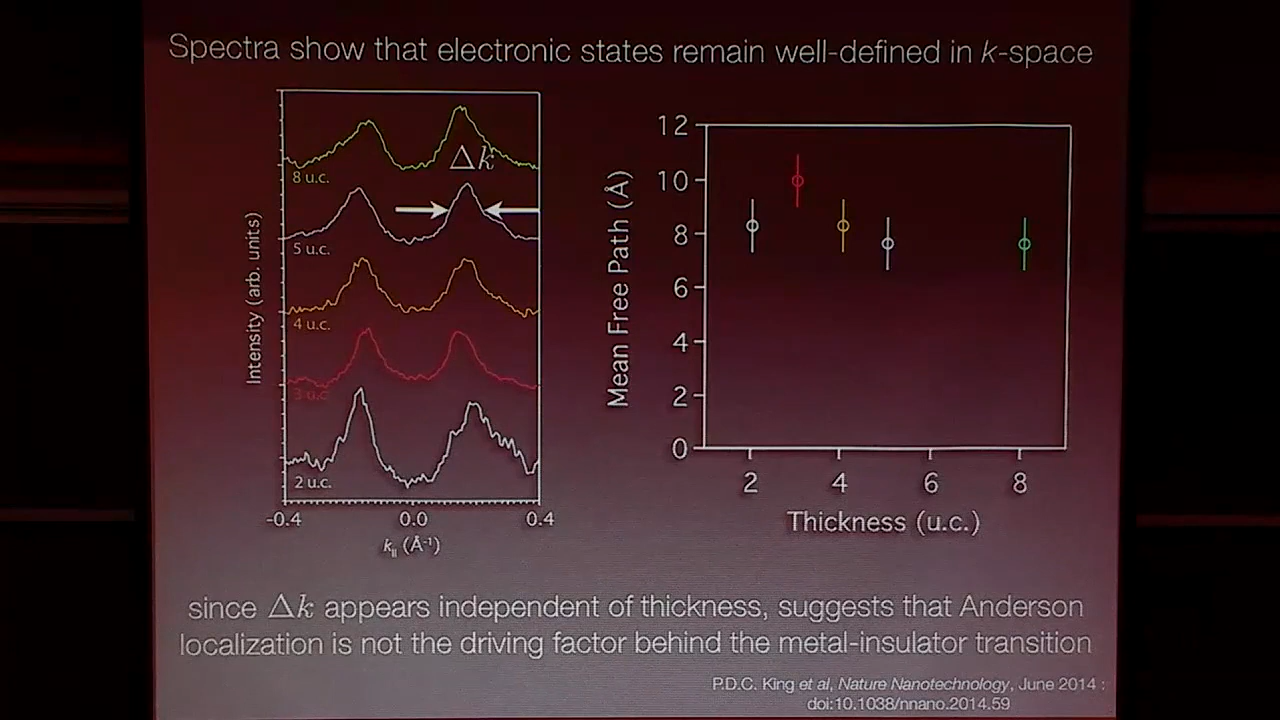 Spectra show that electronic states remain well-defined in k-space
8 u.c.
Δk
5 u.c.
4 u.c.
3 u.c.
2 u.c.
Intensity (arb. units)
-0.4 0.0 0.4
k|| (Å-1)
12
10
8
6
4
2
0
Mean Free Path (Å)
2 4 6 8
Thickness (u.c.)
since Δk appears independent of thickness, suggests that Anderson
localization is not the driving factor behind the metal-insulator transition
P.D.C. King et al, Nature Nanotechnology, June 2014 :
doi:10.1038/nnano.2014.59